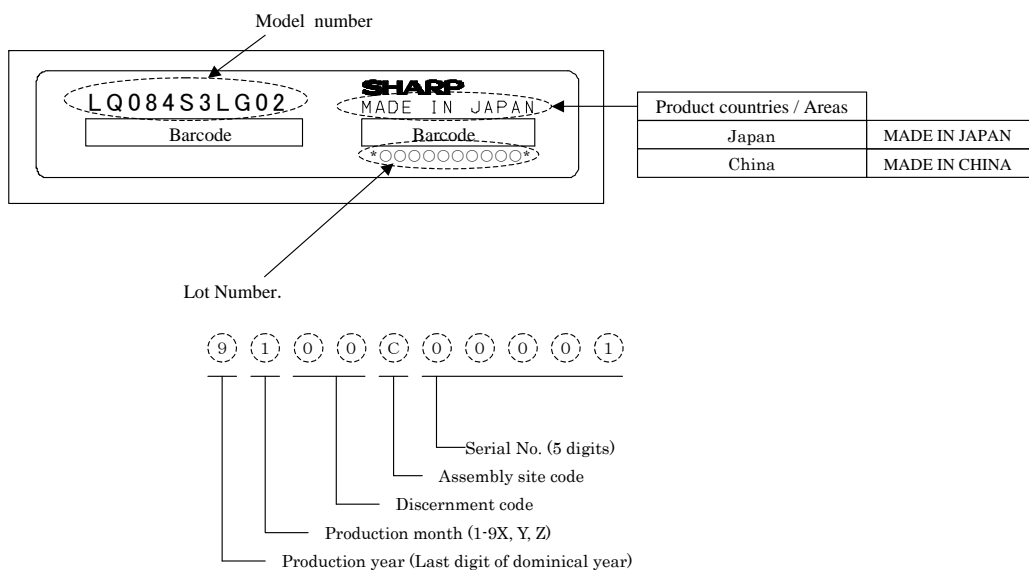 Model number
SHARP
LQ084S3LG02
MADE IN JAPAN
Barcode
Barcode
*○○○○○○○○○○*
Product countries / Areas
Japan MADE IN JAPAN
China MADE IN CHINA
Lot Number.
9 1 0 0 C 0 0 0 0 1
Serial No. (5 digits)
Assembly site code
Discernment code
Production month (1-9X, Y, Z)
Production year (Last digit of dominical year)